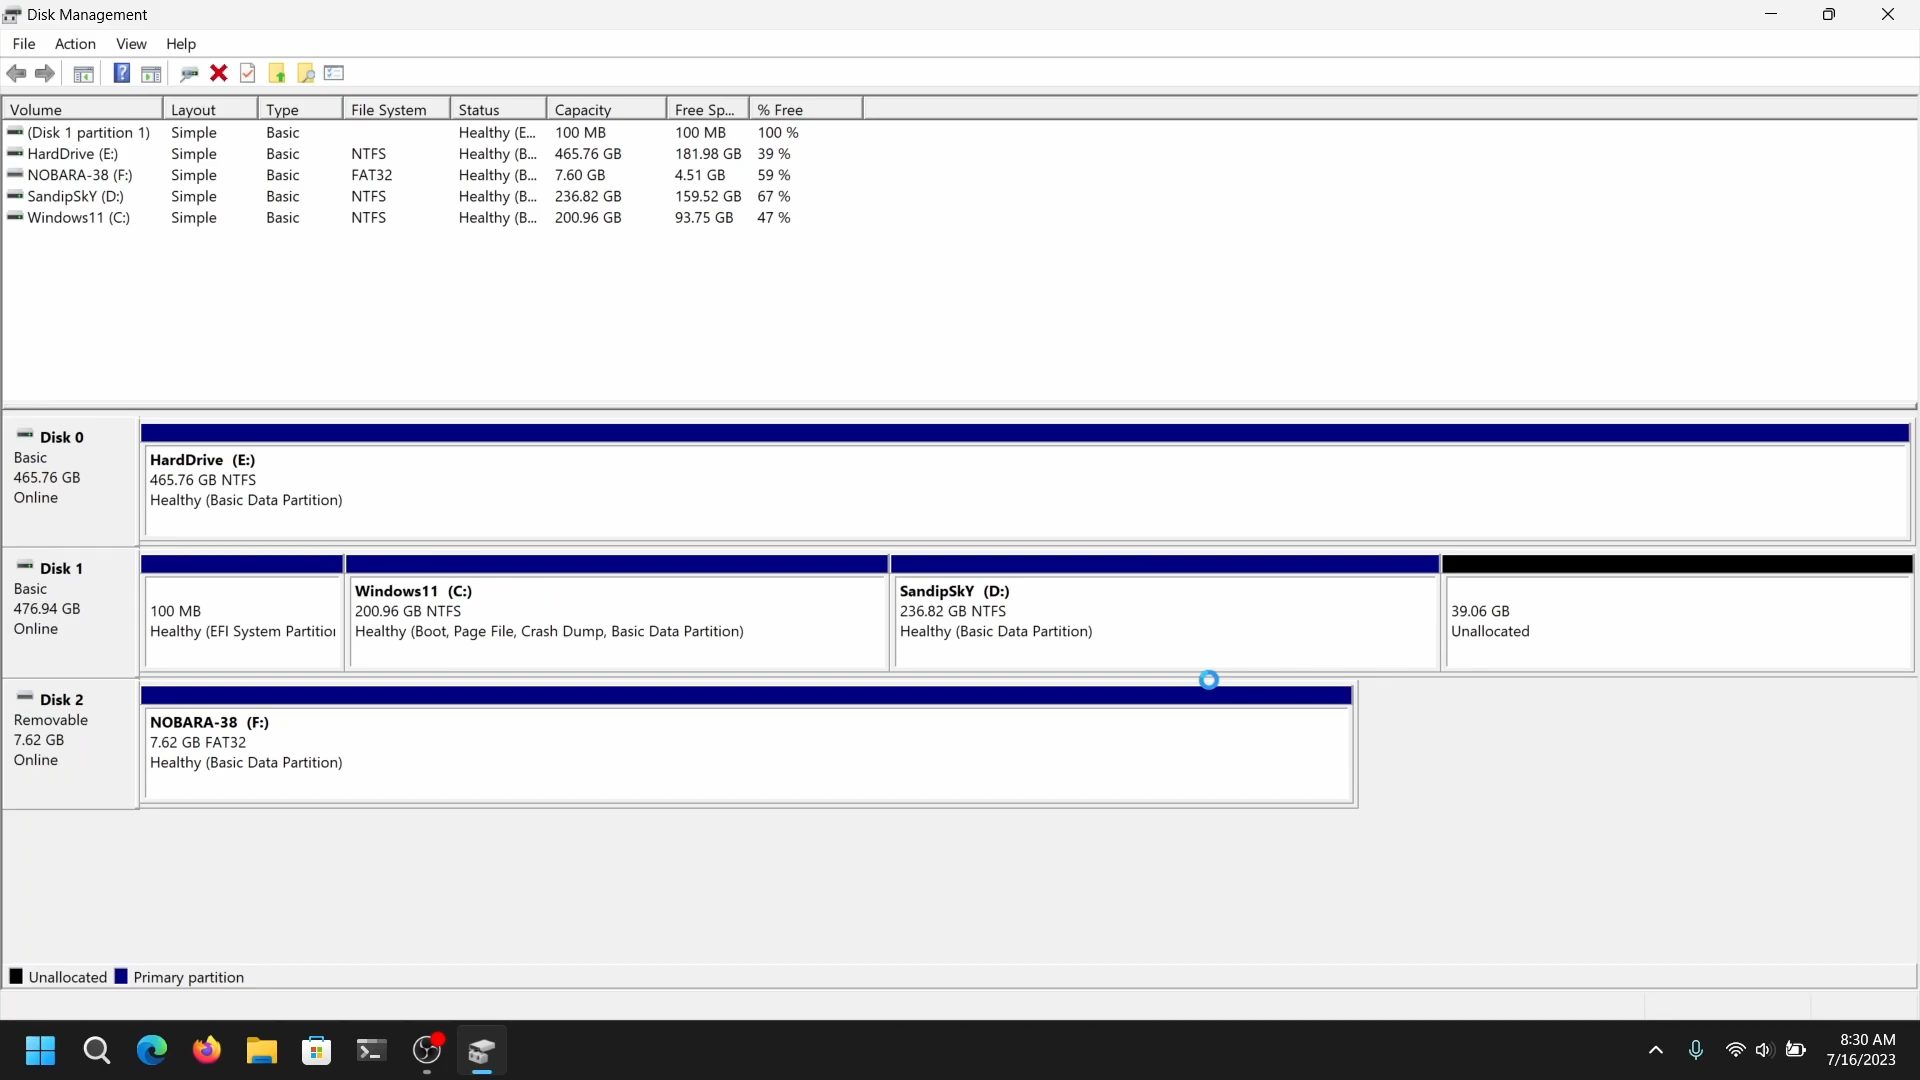 Disk Management
File Action View Help
Volume Layout Type File System Status Capacity Free Sp... % Free
(Disk 1 partition 1) Simple Basic Healthy (E... 100 MB 100 MB 100 %
HardDrive (E:) Simple Basic NTFS Healthy (B... 465.76 GB 181.98 GB 39 %
NOBARA-38 (F:) Simple Basic FAT32 Healthy (B... 7.60 GB 4.51 GB 59 %
SandipSkY (D:) Simple Basic NTFS Healthy (B... 236.82 GB 159.52 GB 67 %
Windows11 (C:) Simple Basic NTFS Healthy (B... 200.96 GB 93.75 GB 47 %
Disk 0
Basic
465.76 GB
Online
HardDrive (E:)
465.76 GB NTFS
Healthy (Basic Data Partition)
Disk 1
Basic
476.94 GB
Online
100 MB
Healthy (EFI System Partition
Windows11 (C:)
200.96 GB NTFS
Healthy (Boot, Page File, Crash Dump, Basic Data Partition)
SandipSkY (D:)
236.82 GB NTFS
Healthy (Basic Data Partition)
39.06 GB
Unallocated
Disk 2
Removable
7.62 GB
Online
NOBARA-38 (F:)
7.62 GB FAT32
Healthy (Basic Data Partition)
Unallocated Primary partition
8:30 AM
7/16/2023